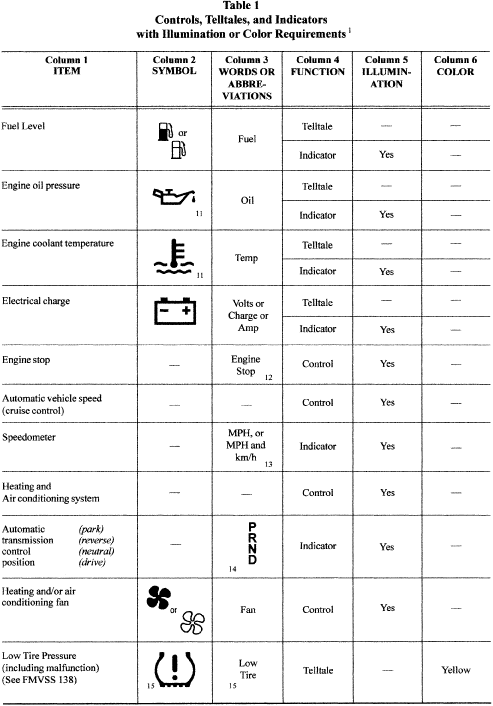 Table 1
Controls, Telltales, and Indicators
with Illumination or Color Requirements 1
Column 1 Column 2 Column 3 Column 4 Column 5 Column 6
ITEM SYMBOL WORDS OR FUNCTION ILLUMIN- COLOR
ABBRE- ATION
VIATIONS
Fuel Level or Fuel Telltale — —
Indicator Yes —
Engine oil pressure 11 Oil Telltale — —
Indicator Yes —
Engine coolant temperature 11 Temp Telltale — —
Indicator Yes —
Electrical charge - + Volts or Telltale — —
Charge or
Amp Indicator Yes —
Engine stop — Engine Control Yes —
Stop 12
Automatic vehicle speed — — Control Yes —
(cruise control)
Speedometer — MPH, or Indicator Yes —
MPH and
km/h 13
Heating and — — Control Yes —
Air conditioning system
Automatic (park) — P Indicator Yes —
transmission (reverse) R
control (neutral) N
position (drive) 14 D
Heating and/or air or Fan Control Yes —
conditioning fan
Low Tire Pressure ! Low Telltale — Yellow
(including malfunction) Tire
(See FMVSS 138) 15 15